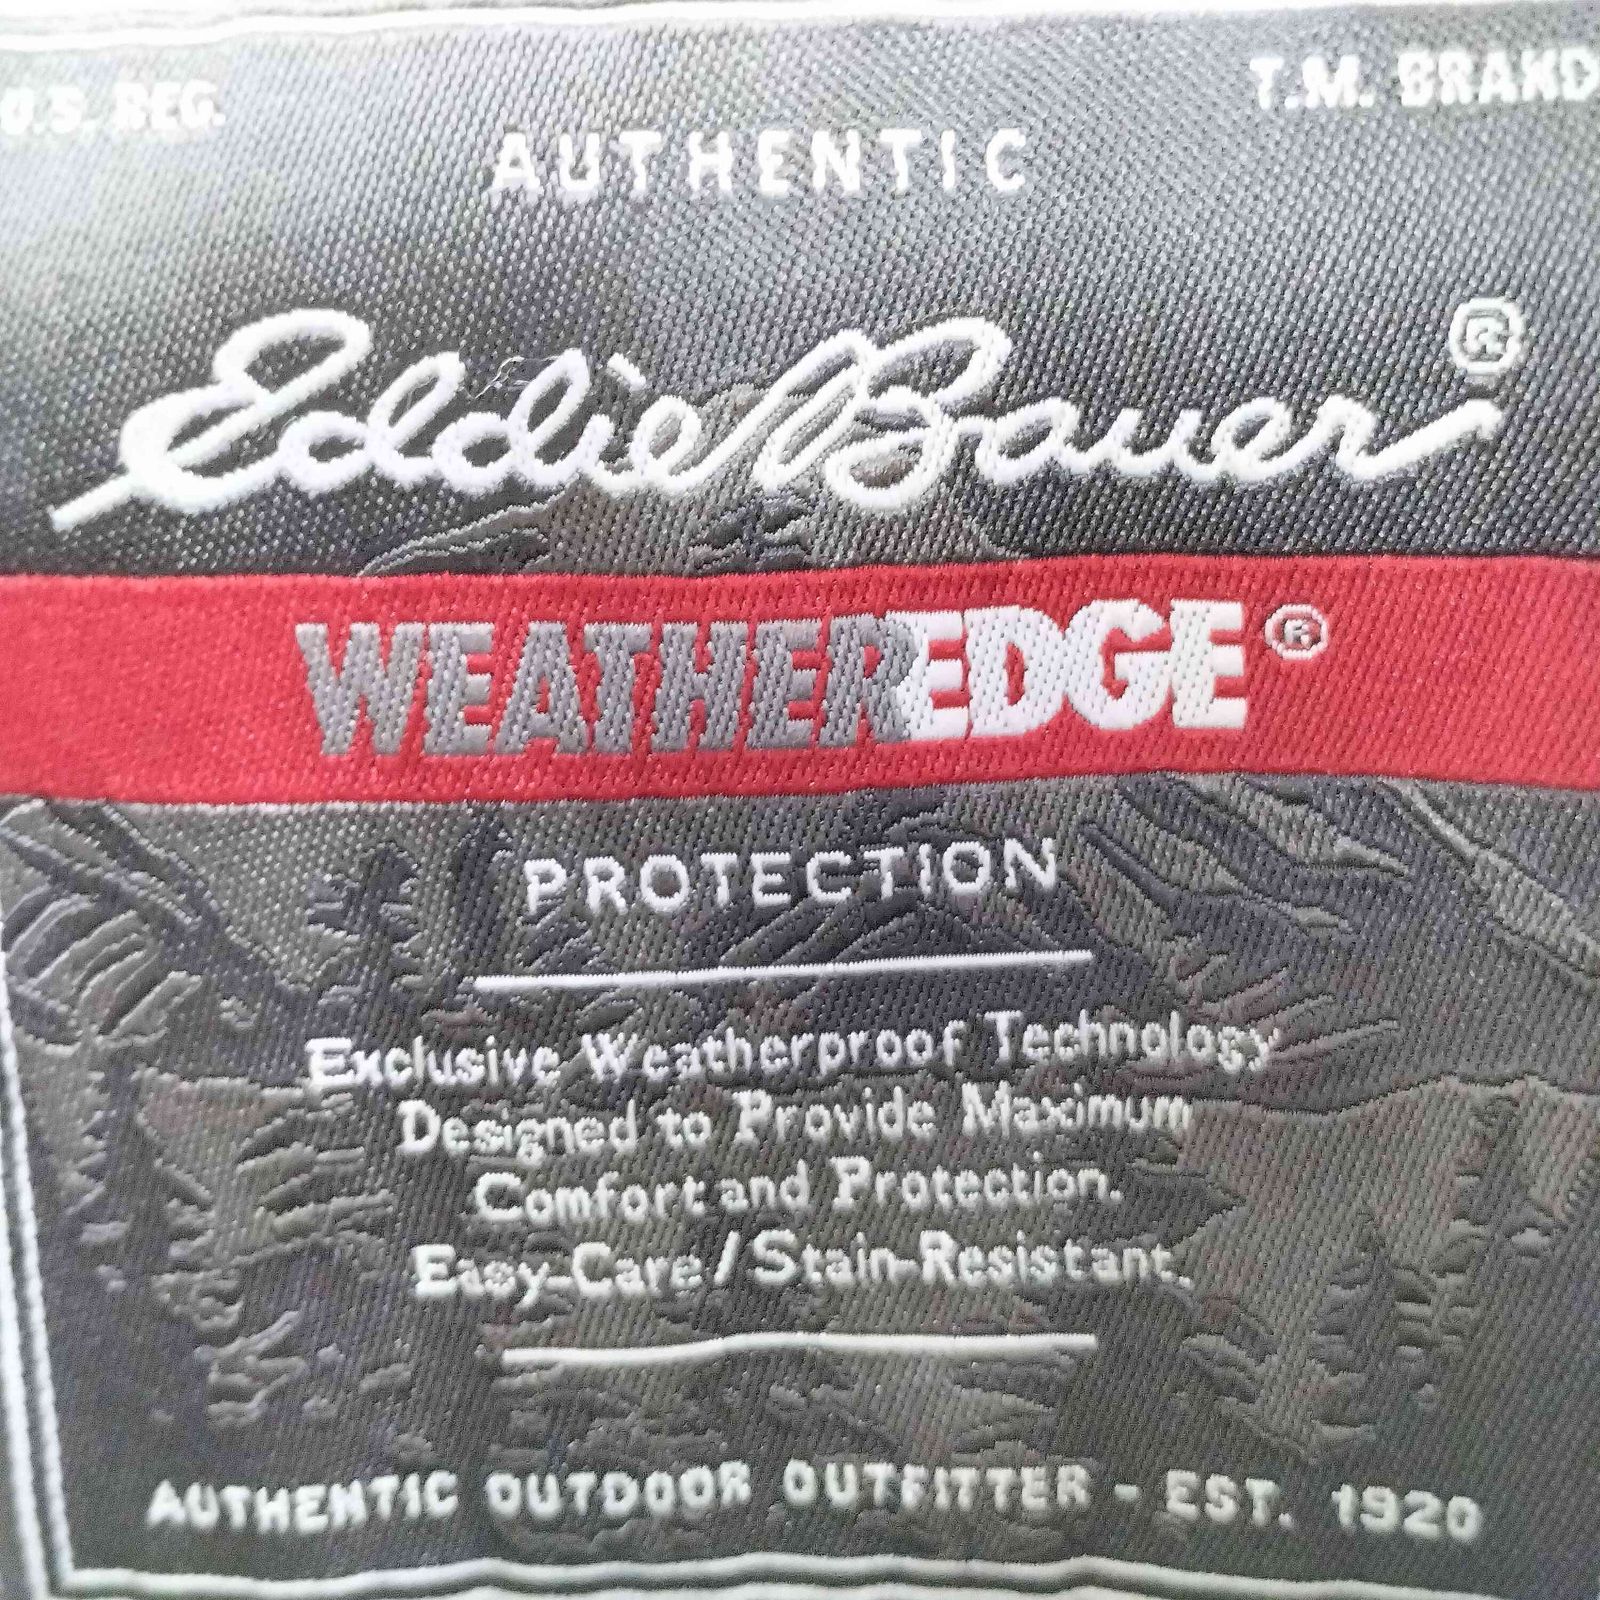 U.S. REG.
T.M. BRAND
AUTHENTIC
Eddie Bauer®
WEATHEREDGE®
PROTECTION
Exclusive Weatherproof Technology
Designed to Provide Maximum
Comfort and Protection.
Easy-Care/Stain-Resistant.
AUTHENTIC OUTDOOR OUTFITTER - EST. 1920